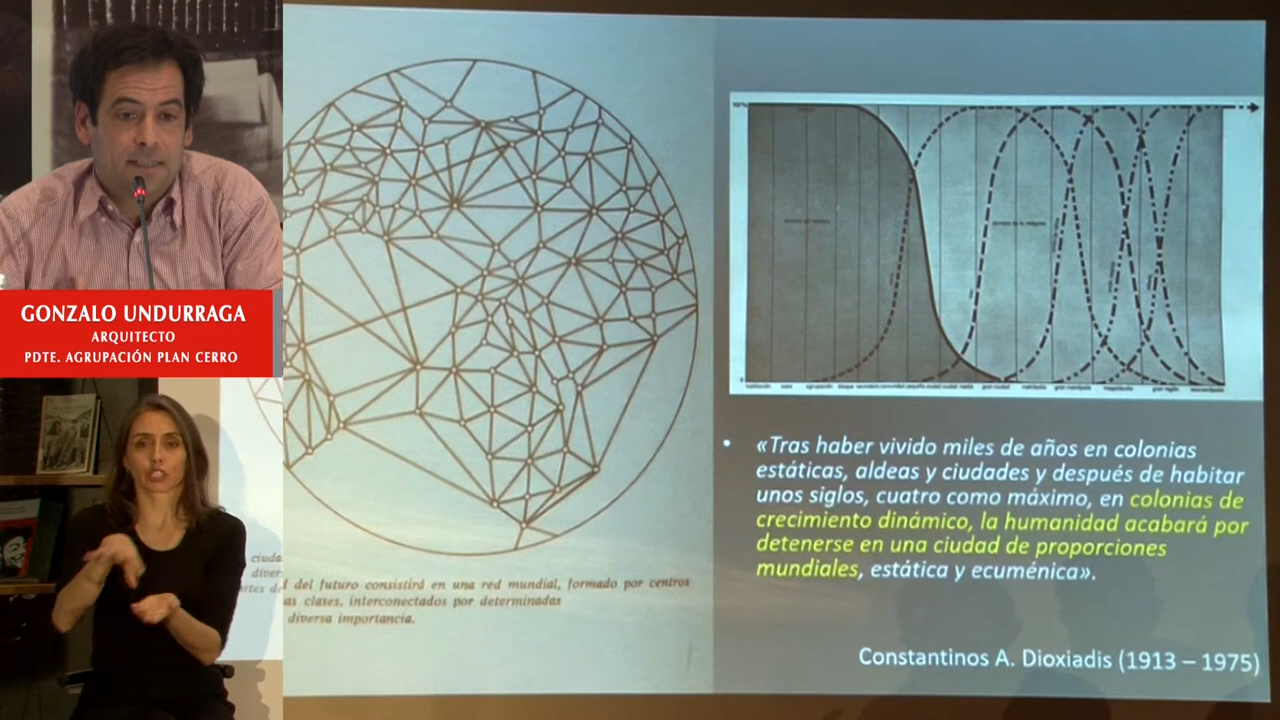 GONZALO UNDURRAGA
ARQUITECTO
PDTE. AGRUPACIÓN PLAN CERRO
del futuro consistirá en una red mundial, formado por centros
as clases, interconectados por determinadas
diversa importancia.
• «Tras haber vivido miles de años en colonias
estáticas, aldeas y ciudades y después de habitar
unos siglos, cuatro como máximo, en colonias de
crecimiento dinámico, la humanidad acabará por
detenerse en una ciudad de proporciones
mundiales, estática y ecuménica».
Constantinos A. Dioxiadis (1913 – 1975)